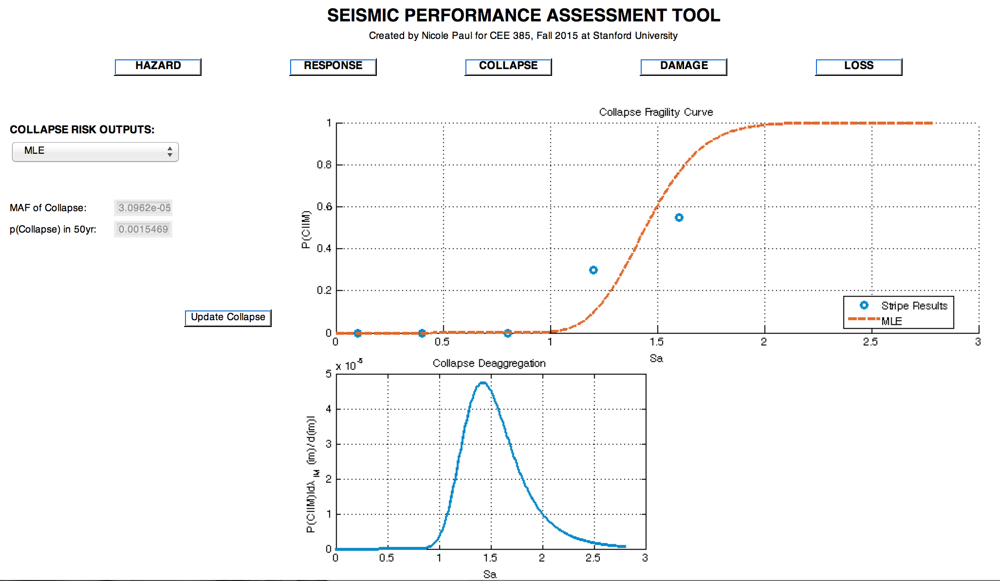 SEISMIC PERFORMANCE ASSESSMENT TOOL
Created by Nicole Paul for CEE 385, Fall 2015 at Stanford University
HAZARD
RESPONSE
COLLAPSE
DAMAGE
LOSS
COLLAPSE RISK OUTPUTS:
MLE
MAF of Collapse: 3.0962e-05
p(Collapse) in 50yr: 0.0015469
Update Collapse
Collapse Fragility Curve
1
0.8
0.6
0.4
0.2
0
P(C|IM)
0 0.5 1 1.5 2 2.5 3
Sa
Stripe Results
MLE
Collapse Deaggregation
x 10^-5
5
4
3
2
1
0
P(C|IM)|dλ_IM (im)/d(im)|
0 0.5 1 1.5 2 2.5 3
Sa